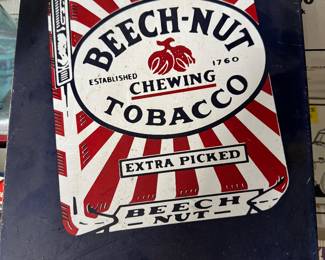 BEECH-NUT
ESTABLISHED 1760
CHEWING
TOBACCO
EXTRA PICKED
BEECH
NUT